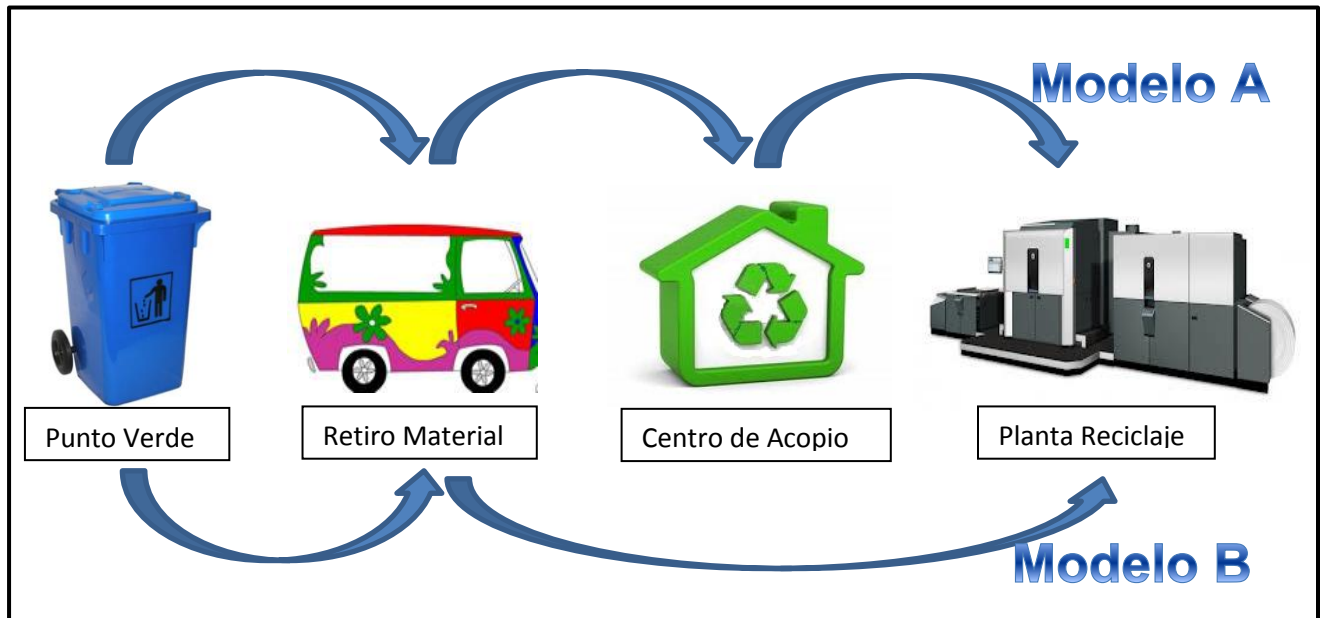 Modelo A
Punto Verde
Retiro Material
Centro de Acopio
Planta Reciclaje
Modelo B